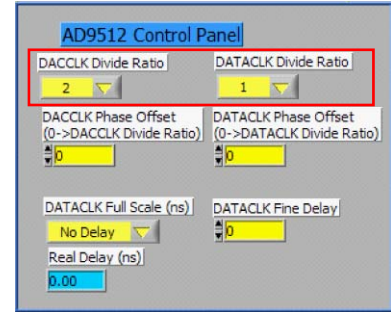 AD9512 Control Panel
DACCLK Divide Ratio
DATACLK Divide Ratio
2
1
DACCLK Phase Offset
(0->DACCLK Divide Ratio)
DATACLK Phase Offset
(0->DATACLK Divide Ratio)
0
0
DATACLK Full Scale (ns)
DATACLK Fine Delay
No Delay
0
Real Delay (ns)
0.00